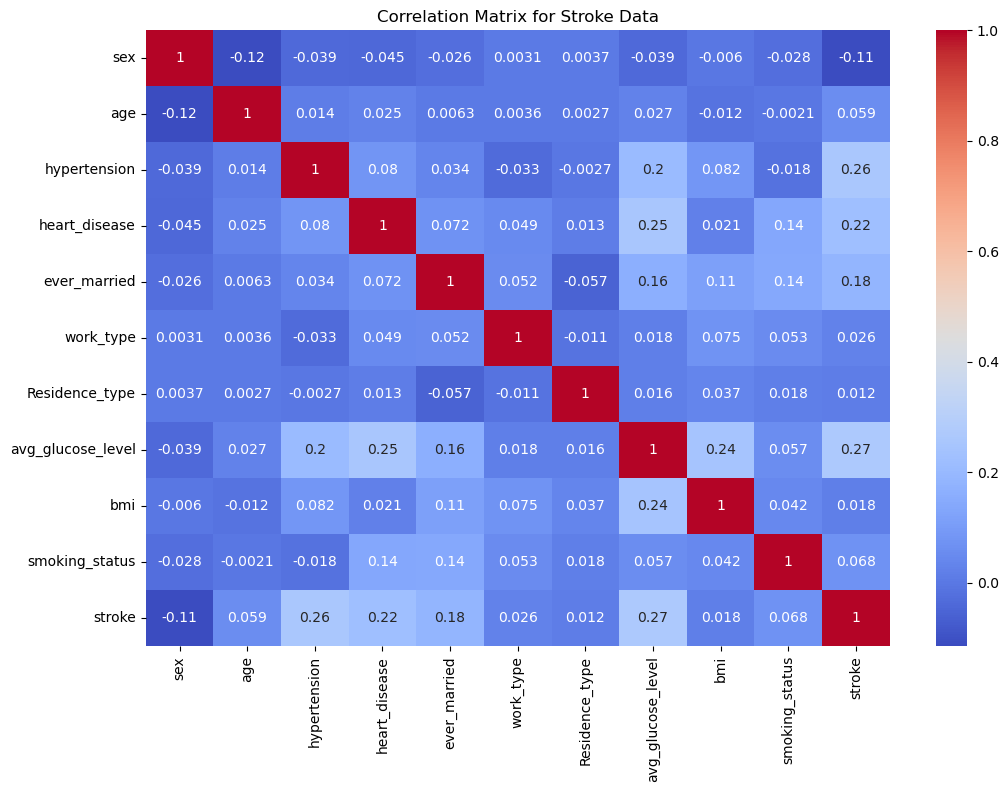 Correlation Matrix for Stroke Data
sex 1 -0.12 -0.039 -0.045 -0.026 0.0031 0.0037 -0.039 -0.006 -0.028 -0.11
age -0.12 1 0.014 0.025 0.0063 0.0036 0.0027 0.027 -0.012 -0.0021 0.059
hypertension -0.039 0.014 1 0.08 0.034 -0.033 -0.0027 0.2 0.082 -0.018 0.26
heart_disease -0.045 0.025 0.08 1 0.072 0.049 0.013 0.25 0.021 0.14 0.22
ever_married -0.026 0.0063 0.034 0.072 1 0.052 -0.057 0.16 0.11 0.14 0.18
work_type 0.0031 0.0036 -0.033 0.049 0.052 1 -0.011 0.018 0.075 0.053 0.026
Residence_type 0.0037 0.0027 -0.0027 0.013 -0.057 -0.011 1 0.016 0.037 0.018 0.012
avg_glucose_level -0.039 0.027 0.2 0.25 0.16 0.018 0.016 1 0.24 0.057 0.27
bmi -0.006 -0.012 0.082 0.021 0.11 0.075 0.037 0.24 1 0.042 0.018
smoking_status -0.028 -0.0021 -0.018 0.14 0.14 0.053 0.018 0.057 0.042 1 0.068
stroke -0.11 0.059 0.26 0.22 0.18 0.026 0.012 0.27 0.018 0.068 1
sex age hypertension heart_disease ever_married work_type Residence_type avg_glucose_level bmi smoking_status stroke
1.0
0.8
0.6
0.4
0.2
0.0